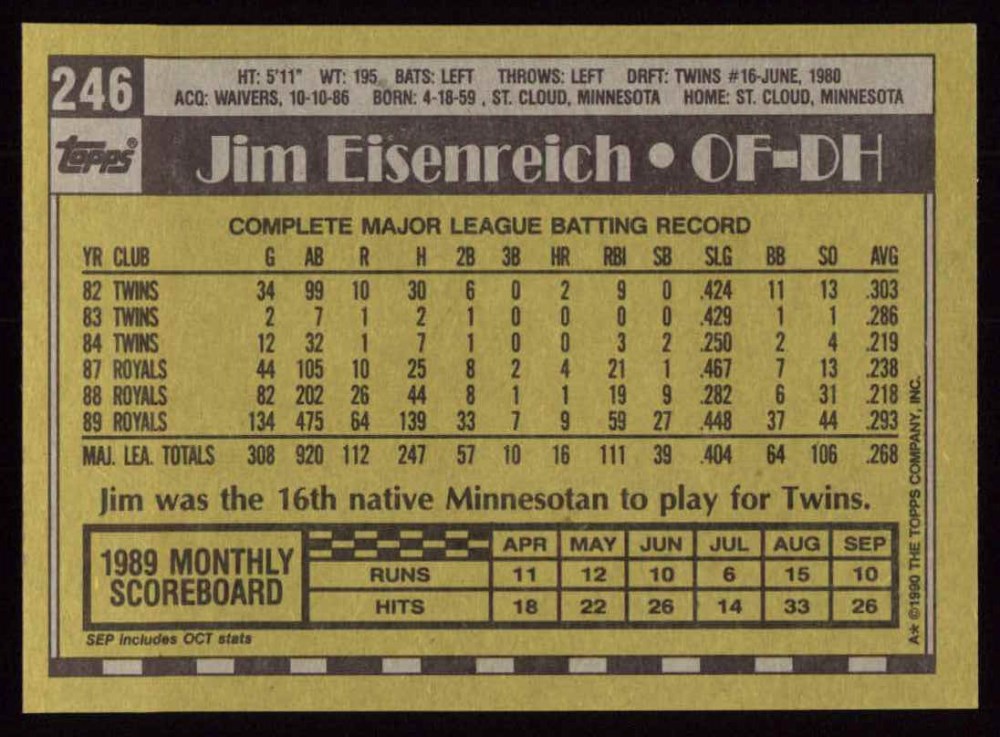 246
HT: 5'11" WT: 195 BATS: LEFT THROWS: LEFT DRFT: TWINS #16-JUNE, 1980
ACQ: WAIVERS, 10-10-86 BORN: 4-18-59, ST. CLOUD, MINNESOTA HOME: ST. CLOUD, MINNESOTA
topps®
Jim Eisenreich • OF-DH
COMPLETE MAJOR LEAGUE BATTING RECORD
YR CLUB G AB R H 2B 3B HR RBI SB SLG BB SO AVG
82 TWINS 34 99 10 30 6 0 2 9 0 .424 11 13 .303
83 TWINS 2 7 1 2 1 0 0 0 0 .429 1 1 .286
84 TWINS 12 32 1 7 1 0 0 3 2 .250 2 4 .219
87 ROYALS 44 105 10 25 8 2 4 21 1 .467 7 13 .238
88 ROYALS 82 202 26 44 8 1 1 19 9 .282 6 31 .218
89 ROYALS 134 475 64 139 33 7 9 59 27 .448 37 44 .293
MAJ. LEA. TOTALS 308 920 112 247 57 10 16 111 39 .404 64 106 .268
Jim was the 16th native Minnesotan to play for Twins.
1989 MONTHLY
SCOREBOARD
APR MAY JUN JUL AUG SEP
RUNS 11 12 10 6 15 10
HITS 18 22 26 14 33 26
SEP includes OCT stats
A* ©1990 THE TOPPS COMPANY, INC.